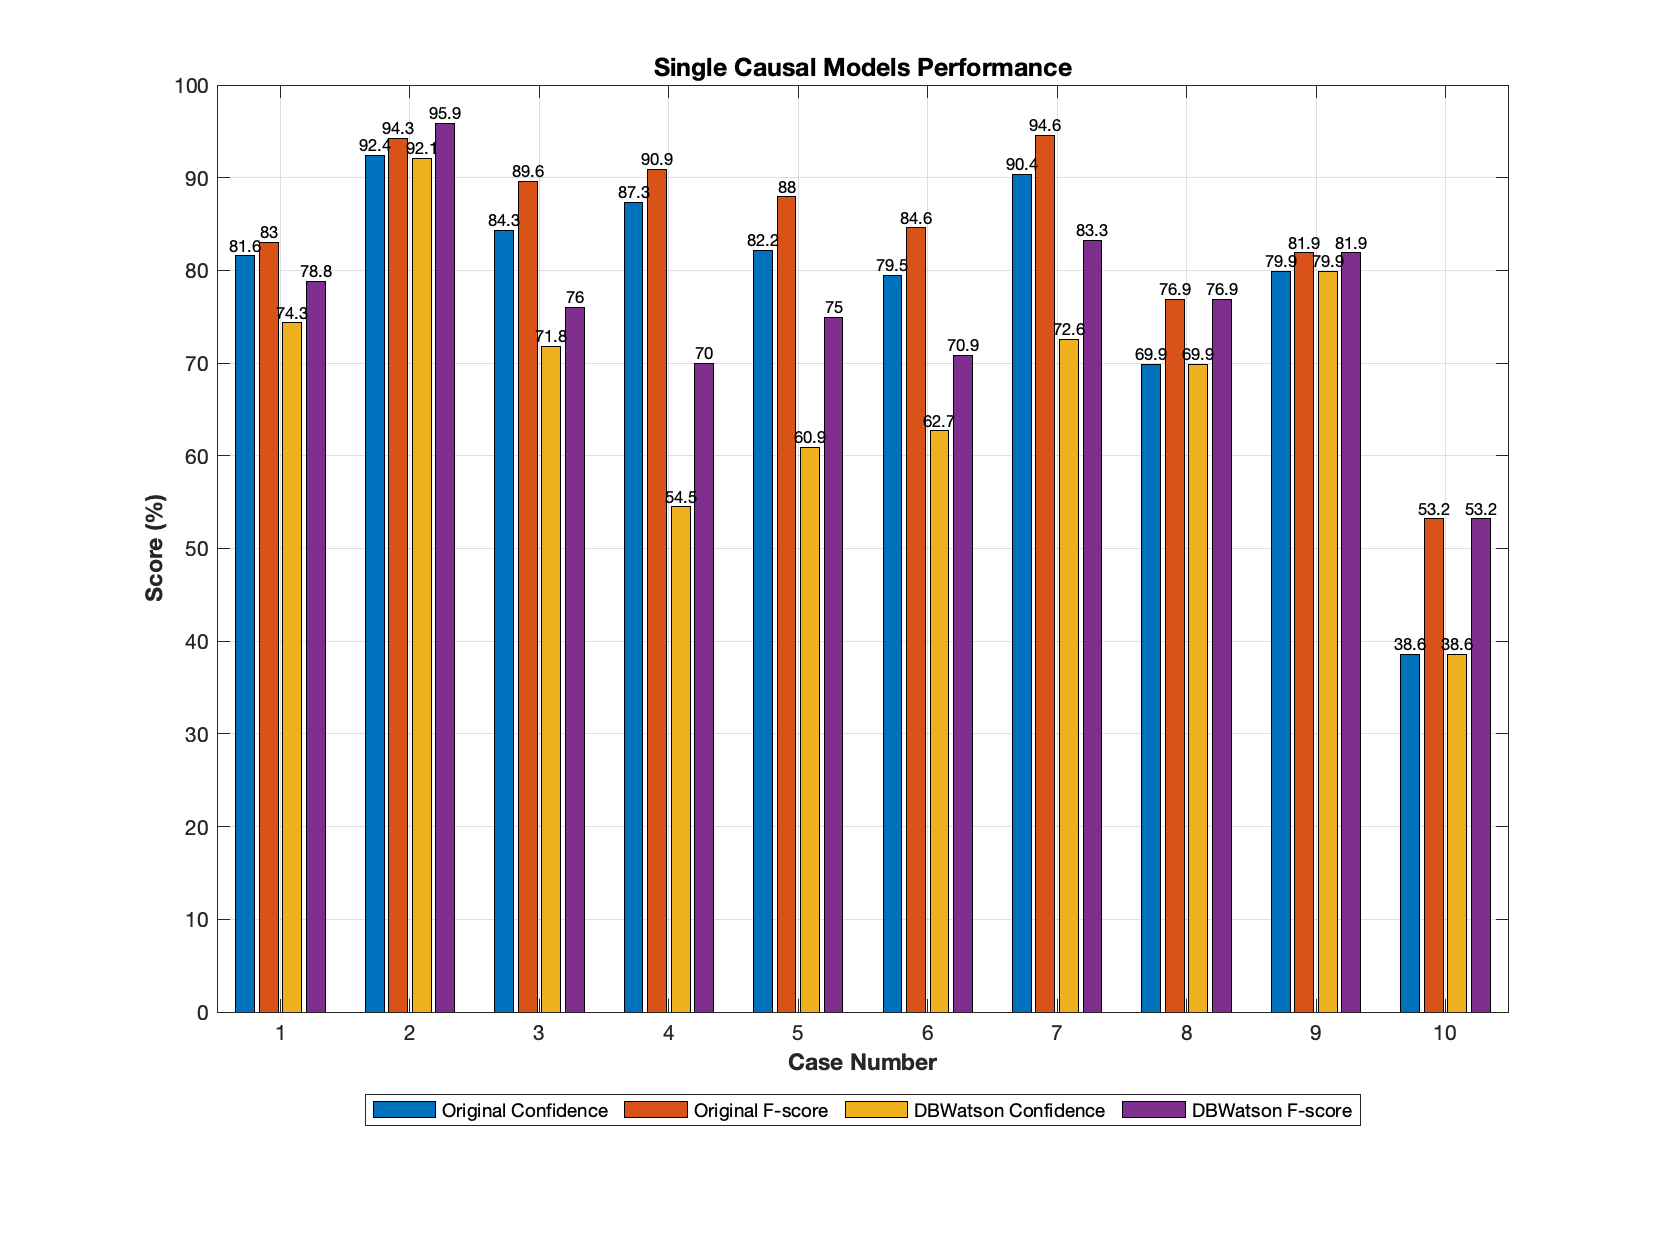 Single Causal Models Performance
100
90
80
70
60
50
40
30
20
10
0
Score (%)
81.6 83 74.3 78.8
92.4 94.3 92.1 95.9
84.3 89.6 71.8 76
87.3 90.9 54.5 70
82.2 88 60.9 75
79.5 84.6 62.7 70.9
90.4 94.6 72.6 83.3
69.9 76.9 69.9 76.9
79.9 81.9 79.9 81.9
38.6 53.2 38.6 53.2
1 2 3 4 5 6 7 8 9 10
Case Number
Original Confidence Original F-score DBWatson Confidence DBWatson F-score